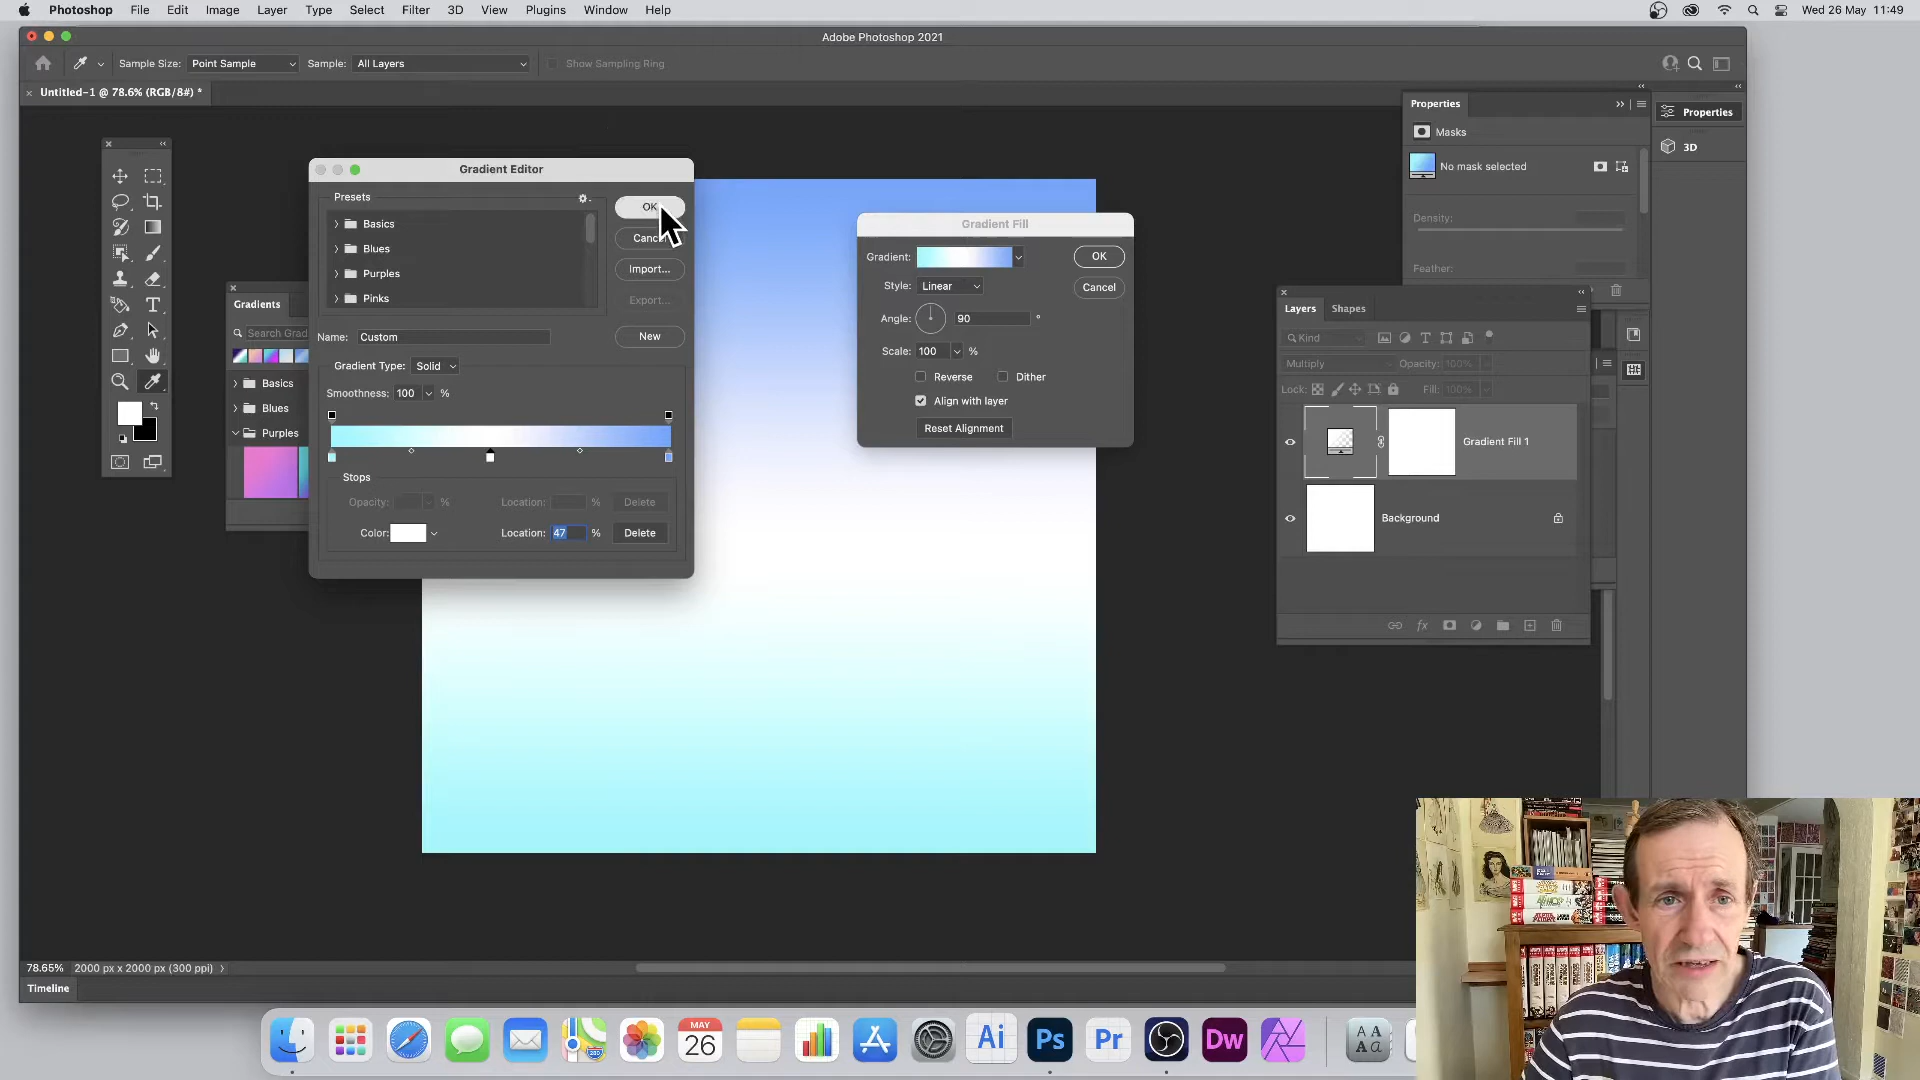 Photoshop File Edit Image Layer Type Select Filter 3D View Plugins Window Help Wed 26 May 11:49
Adobe Photoshop 2021
Sample Size: Point Sample Sample: All Layers Show Sampling Ring
Untitled-1 @ 78.6% (RGB/8#) *
Gradient Editor
Presets
Basics
Blues
Purples
Pinks
OK
Cancel
Import...
Export...
New
Name: Custom
Gradient Type: Solid
Smoothness: 100 %
Stops
Opacity: % Location: % Delete
Color: Location: 47 % Delete
Gradients
Search Grad
Basics
Blues
Purples
Gradient Fill
Gradient: OK
Style: Linear Cancel
Angle: 90 °
Scale: 100 %
Reverse Dither
Align with layer
Reset Alignment
Properties
Masks
No mask selected
Density:
Feather:
Properties
3D
Layers Shapes
Kind
Multiply Opacity: 100%
Lock: Fill: 100%
Gradient Fill 1
Background
78.65% 2000 px x 2000 px (300 ppi)
Timeline
MAY
26
280
Ai
Ps
Pr
Dw
A A
A a